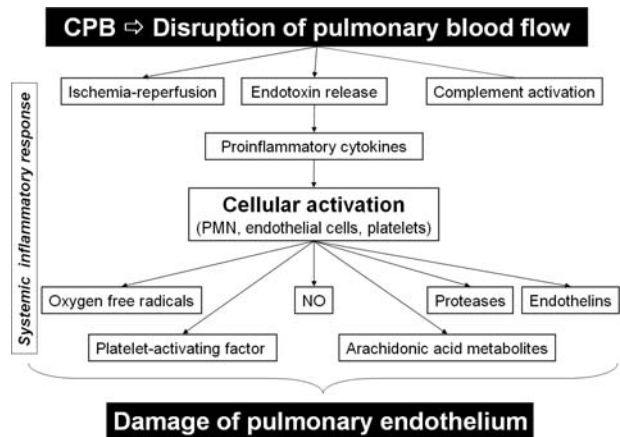 CPB ⇨ Disruption of pulmonary blood flow
Ischemia-reperfusion
Endotoxin release
Complement activation
Proinflammatory cytokines
Cellular activation
(PMN, endothelial cells, platelets)
Oxygen free radicals
NO
Proteases
Endothelins
Platelet-activating factor
Arachidonic acid metabolites
Systemic inflammatory response
Damage of pulmonary endothelium